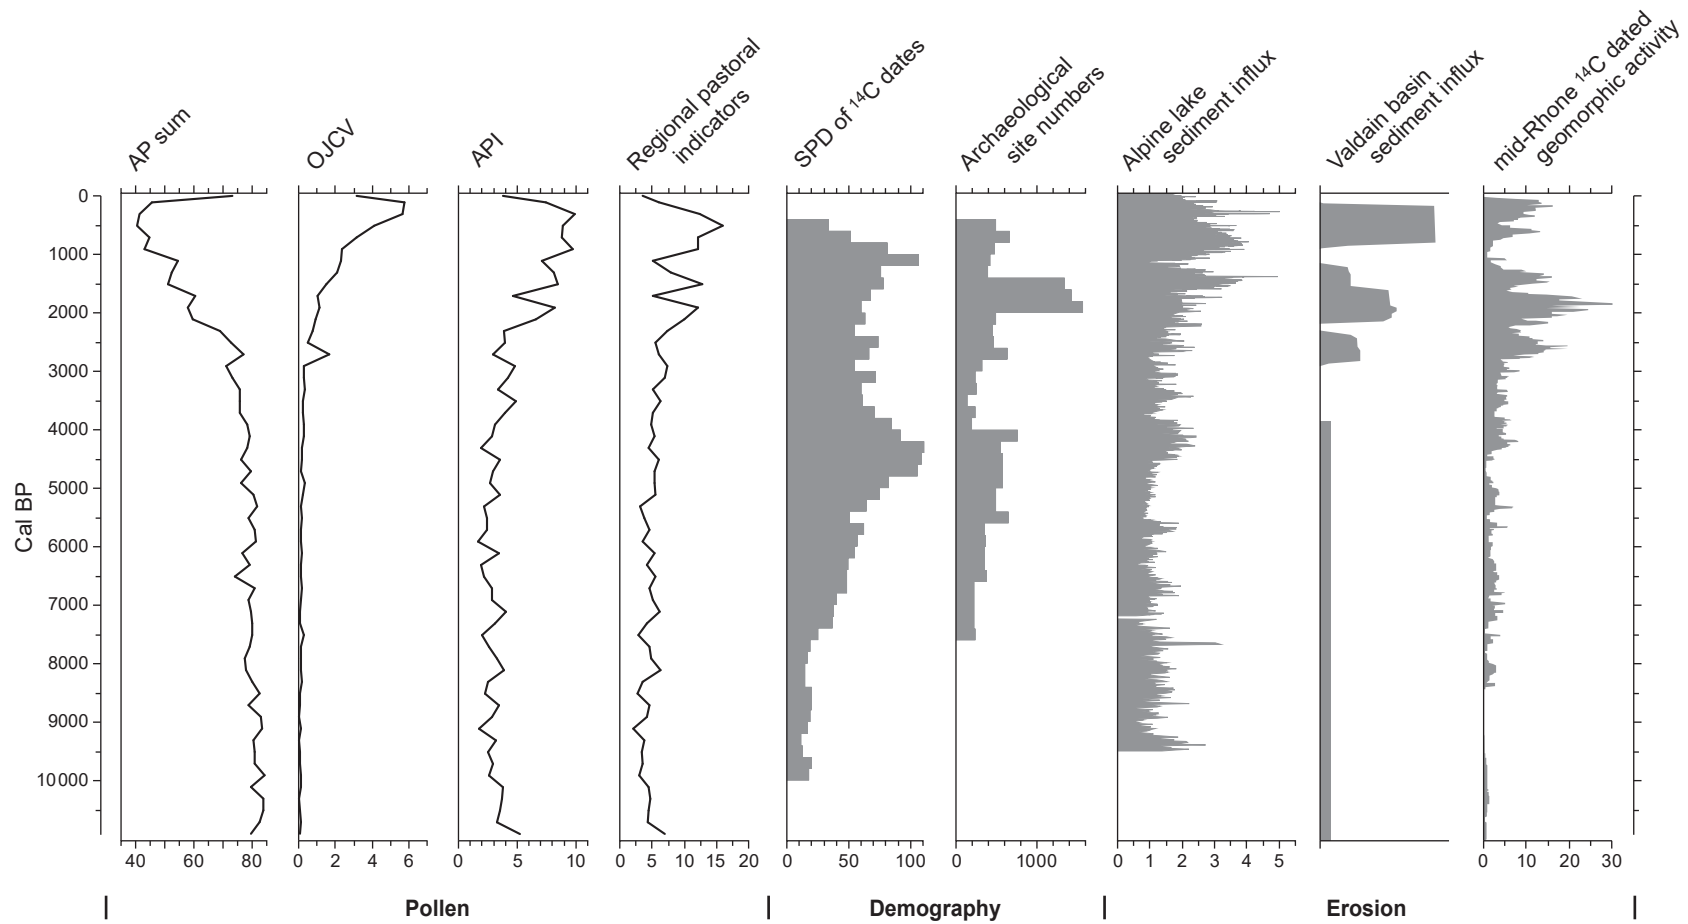 AP sum
OJCV
API
Regional pastoral
indicators
SPD of ¹⁴C dates
Archaeological
site numbers
Alpine lake
sediment influx
Valdain basin
sediment influx
mid-Rhone ¹⁴C dated
geomorphic activity
Cal BP
0
1000
2000
3000
4000
5000
6000
7000
8000
9000
10000
40 60 80
0 2 4 6
0 5 10
0 5 10 15 20
0 50 100
0 1000
0 1 2 3 4 5
0 10 20 30
Pollen
Demography
Erosion